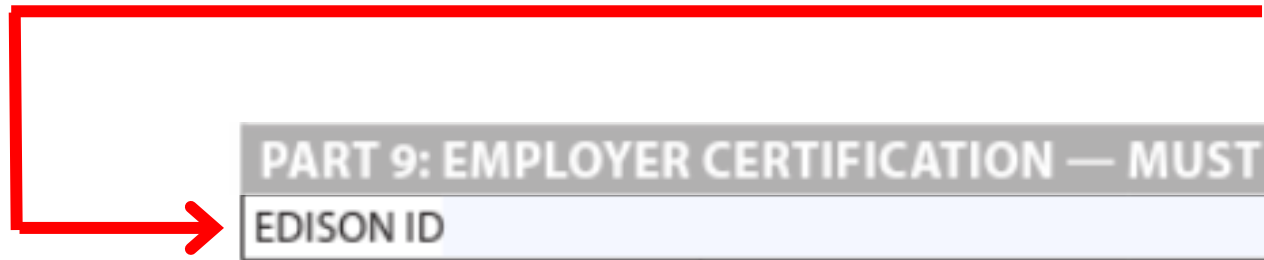 PART 9: EMPLOYER CERTIFICATION — MUST
EDISON ID